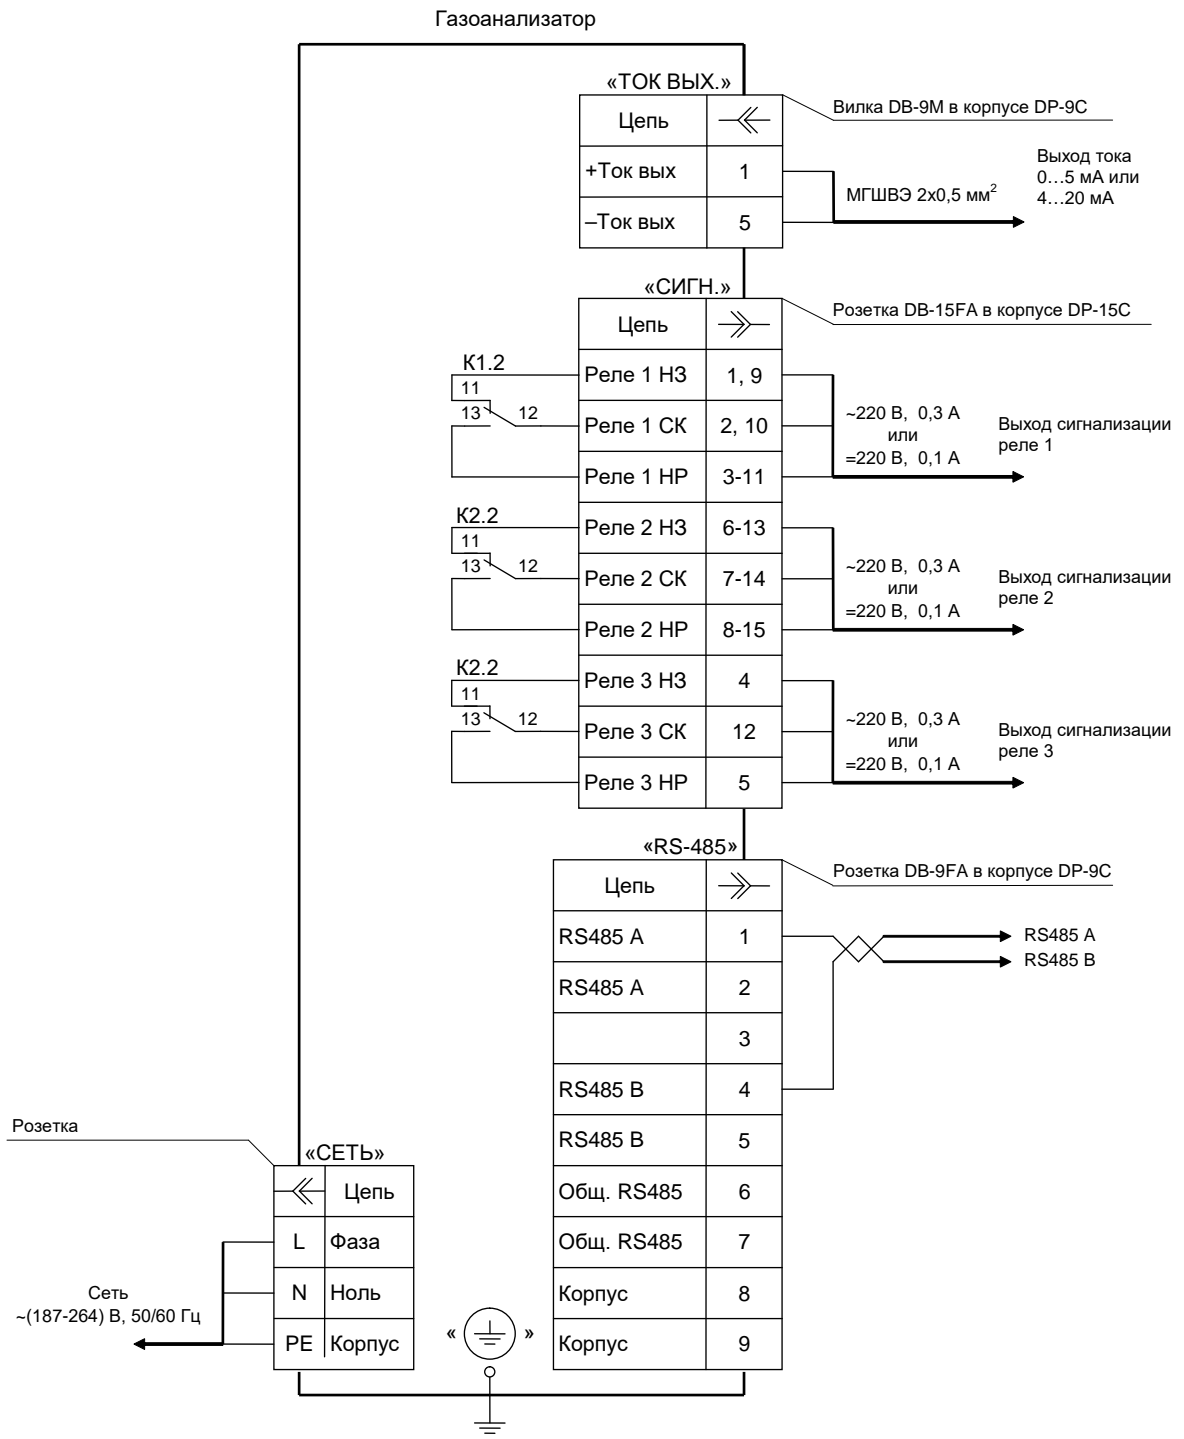 Газоанализатор
«ТОК ВЫХ.»
Вилка DB-9M в корпусе DP-9C
Цепь
+Ток вых 1
–Ток вых 5
МГШВЭ 2х0,5 мм²
Выход тока
0…5 мА или
4…20 мА
«СИГН.»
Розетка DB-15FA в корпусе DP-15C
Цепь
К1.2
11
13 12
Реле 1 НЗ 1, 9
Реле 1 СК 2, 10
Реле 1 НР 3-11
~220 В, 0,3 А
или
=220 В, 0,1 А
Выход сигнализации
реле 1
К2.2
11
13 12
Реле 2 НЗ 6-13
Реле 2 СК 7-14
Реле 2 НР 8-15
~220 В, 0,3 А
или
=220 В, 0,1 А
Выход сигнализации
реле 2
К2.2
11
13 12
Реле 3 НЗ 4
Реле 3 СК 12
Реле 3 НР 5
~220 В, 0,3 А
или
=220 В, 0,1 А
Выход сигнализации
реле 3
«RS-485»
Розетка DB-9FA в корпусе DP-9C
Цепь
RS485 A 1
RS485 A 2
3
RS485 B 4
RS485 B 5
Общ. RS485 6
Общ. RS485 7
Корпус 8
Корпус 9
RS485 A
RS485 B
Розетка
«СЕТЬ»
Цепь
L Фаза
N Ноль
PE Корпус
Сеть
~(187-264) В, 50/60 Гц
« »